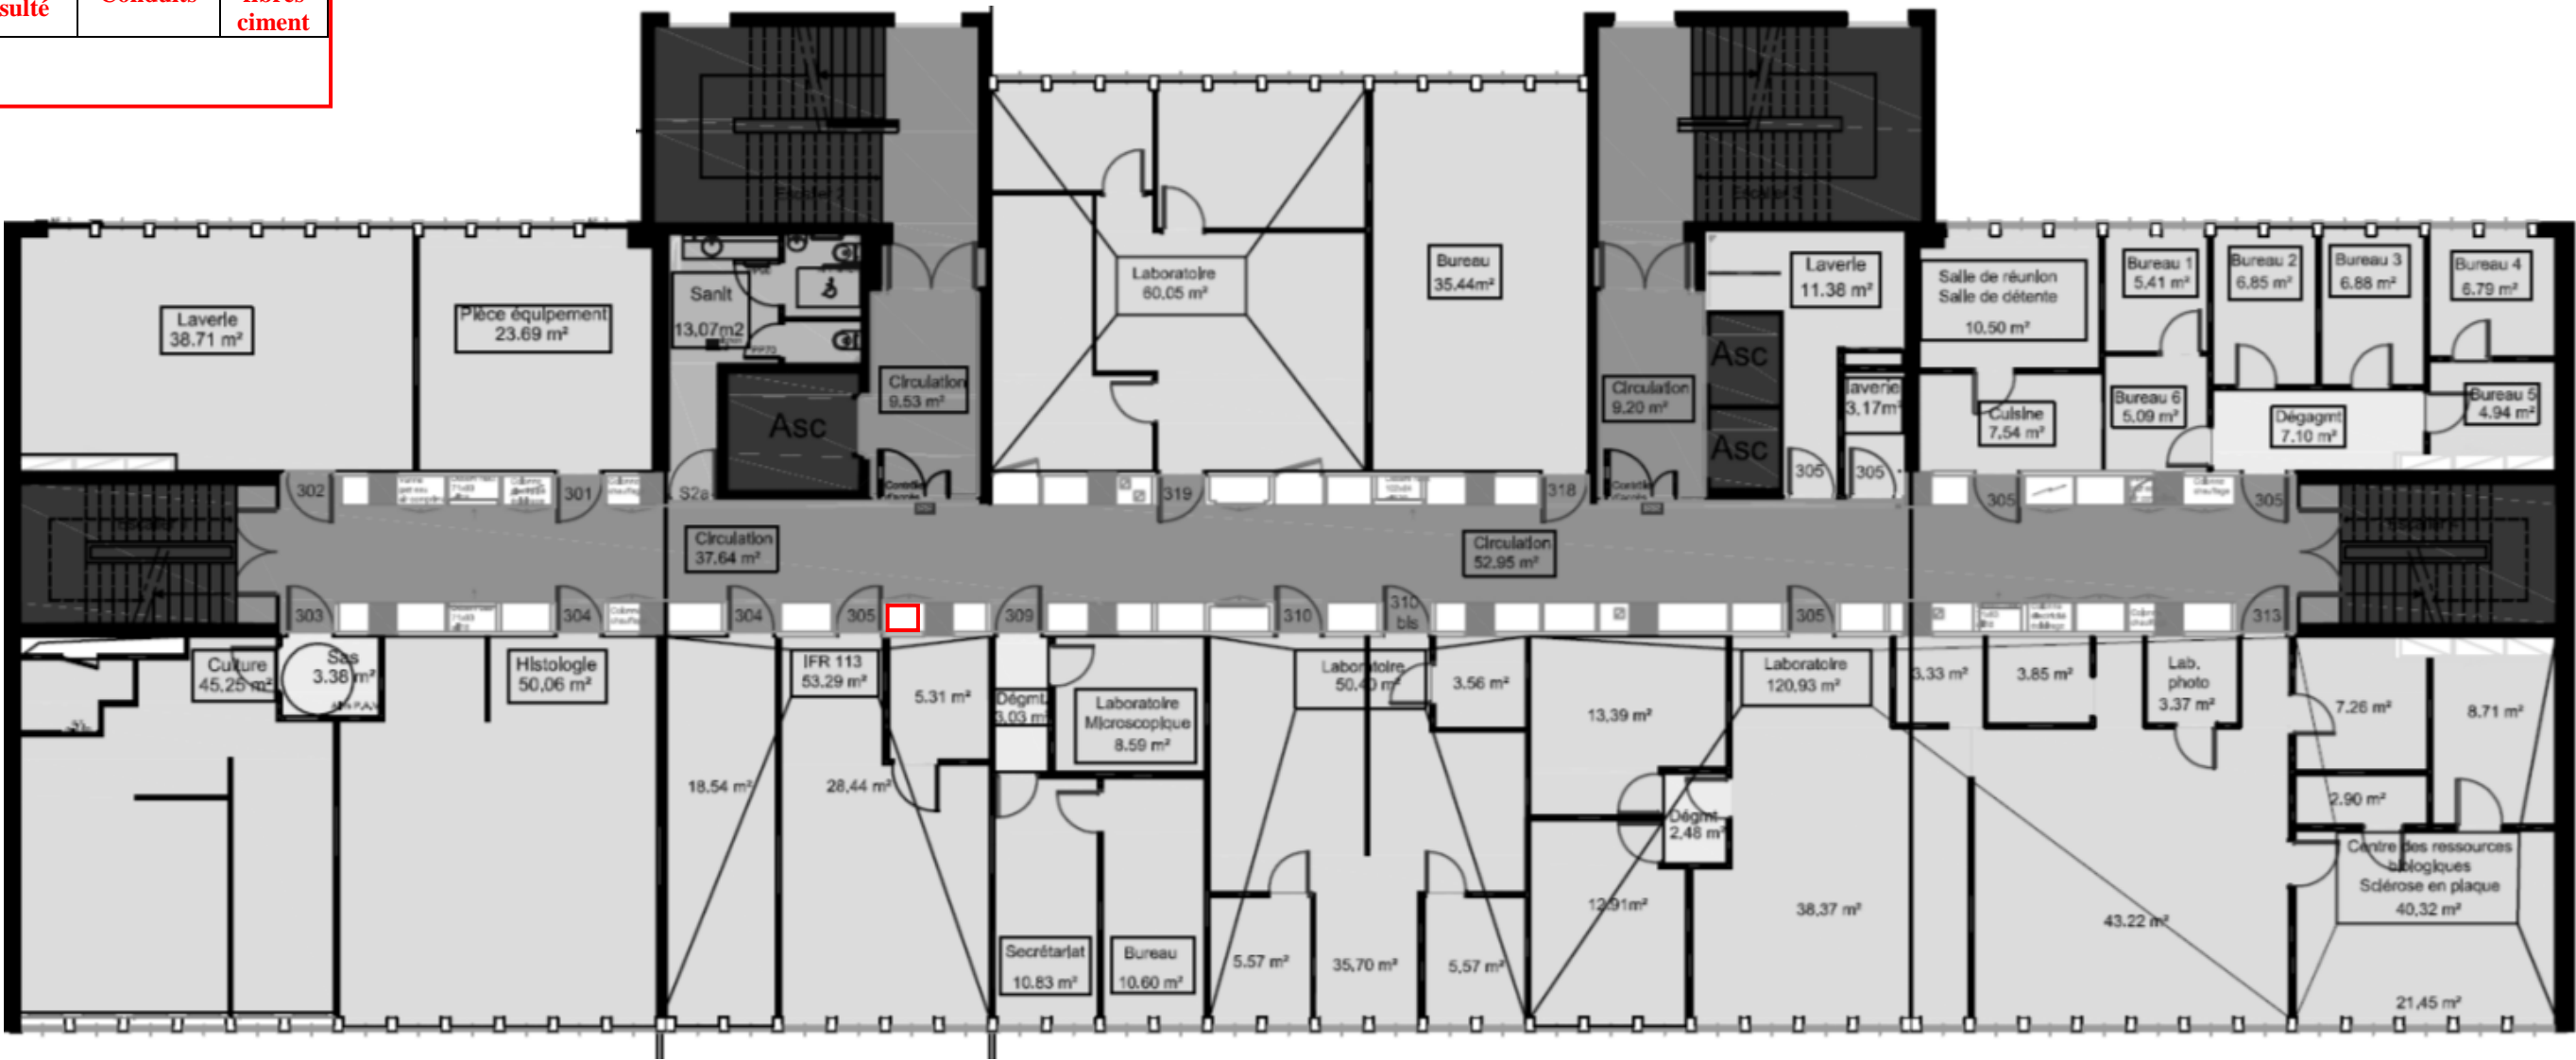 sulté
Conduits
fibres
ciment
Escalier 2
Escalier 3
Laverie
38.71 m²
Pièce équipement
23.69 m²
Sanit
13,07m2
Asc
Circulation
9.53 m²
Laboratoire
60.05 m²
Bureau
35.44m²
Circulation
9.20 m²
Laverie
11.38 m²
Asc
Asc
laverie
3.17m²
Salle de réunion
Salle de détente
10.50 m²
Cuisine
7.54 m²
Bureau 1
5.41 m²
Bureau 2
6.85 m²
Bureau 3
6.88 m²
Bureau 4
6.79 m²
Bureau 5
4.94 m²
Bureau 6
5.09 m²
Dégagmt
7.10 m²
302
301
S2a
319
318
305
305
305
305
Circulation
37.64 m²
Circulation
52.95 m²
303
304
304
305
309
310
310
bis
305
313
Culture
45,25 m²
Sas
3.38 m²
Histologie
50,06 m²
IFR 113
53.29 m²
5.31 m²
18.54 m²
28,44 m²
Dégmt.
3,03 m²
Laboratoire
Microscopique
8.59 m²
Secrétariat
10.83 m²
Bureau
10.60 m²
Laboratoire
50.40 m²
3.56 m²
5.57 m²
35,70 m²
5,57 m²
13,39 m²
Dégmt
2,48 m²
12.91m²
Laboratoire
120,93 m²
38,37 m²
3,33 m²
3.85 m²
Lab.
photo
3.37 m²
43.22 m²
7.26 m²
8.71 m²
2.90 m²
Centre des ressources
biologiques
Sclérose en plaque
40,32 m²
21,45 m²